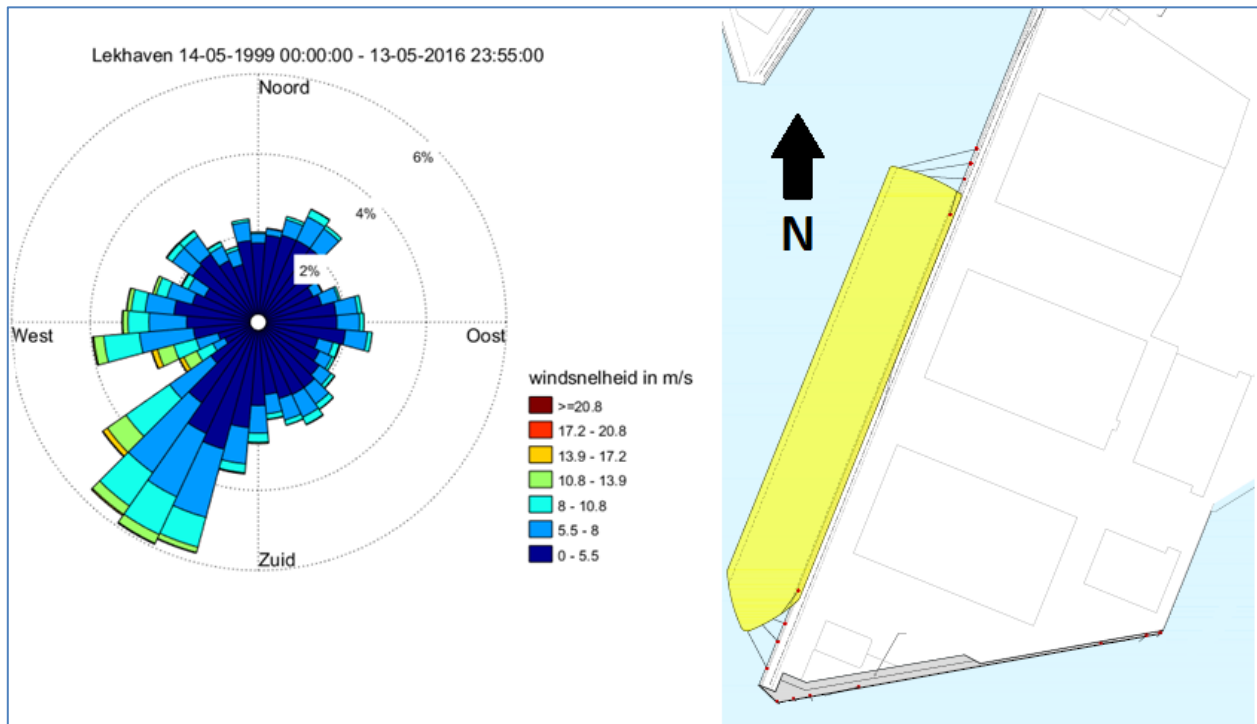 Lekhaven 14-05-1999 00:00:00 - 13-05-2016 23:55:00
Noord
6%
4%
2%
West
Oost
Zuid
windsnelheid in m/s
>=20.8
17.2 - 20.8
13.9 - 17.2
10.8 - 13.9
8 - 10.8
5.5 - 8
0 - 5.5
N